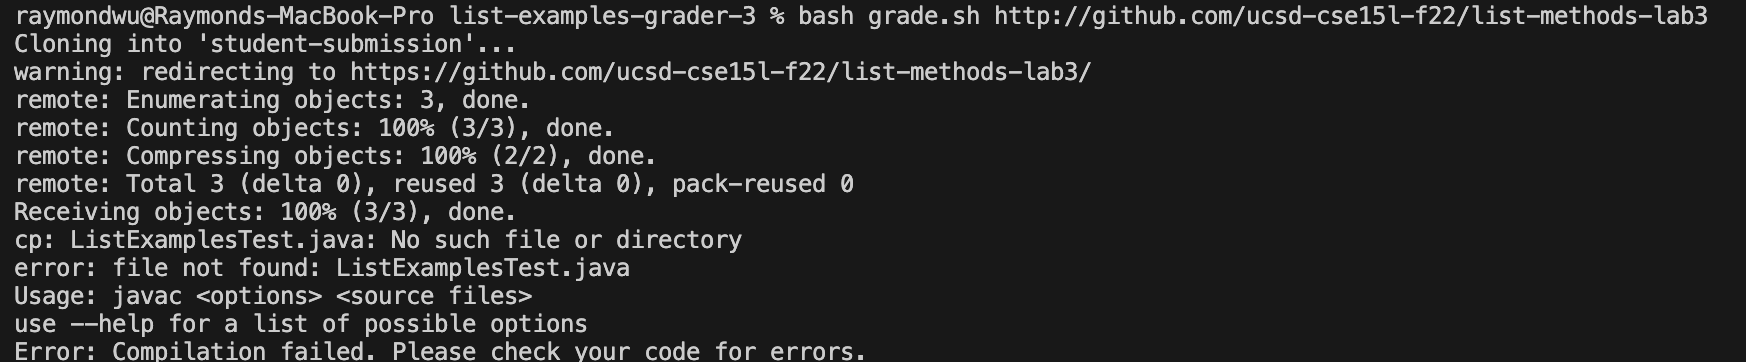 raymondwu@Raymonds-MacBook-Pro list-examples-grader-3 % bash grade.sh http://github.com/ucsd-cse15l-f22/list-methods-lab3
Cloning into 'student-submission'...
warning: redirecting to https://github.com/ucsd-cse15l-f22/list-methods-lab3/
remote: Enumerating objects: 3, done.
remote: Counting objects: 100% (3/3), done.
remote: Compressing objects: 100% (2/2), done.
remote: Total 3 (delta 0), reused 3 (delta 0), pack-reused 0
Receiving objects: 100% (3/3), done.
cp: ListExamplesTest.java: No such file or directory
error: file not found: ListExamplesTest.java
Usage: javac <options> <source files>
use --help for a list of possible options
Error: Compilation failed. Please check your code for errors.